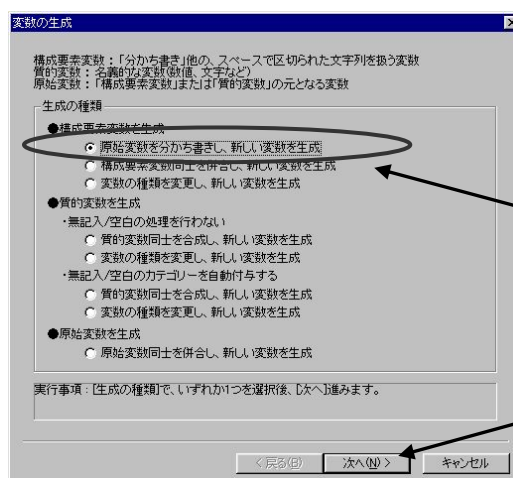 変数の生成
構成要素変数：「分かち書き」他の、スペースで区切られた文字列を扱う変数
質的変数：名義的な変数(数値、文字など)
原始変数：「構成要素変数」または「質的変数」の元となる変数
生成の種類
●構成要素変数を生成
原始変数を分かち書きし、新しい変数を生成
構成要素変数同士を併合し、新しい変数を生成
変数の種類を変更し、新しい変数を生成
●質的変数を生成
・無記入/空白の処理を行わない
質的変数同士を合成し、新しい変数を生成
変数の種類を変更し、新しい変数を生成
・無記入/空白のカテゴリーを自動付与する
質的変数同士を合成し、新しい変数を生成
変数の種類を変更し、新しい変数を生成
●原始変数を生成
原始変数同士を併合し、新しい変数を生成
実行事項：[生成の種類]で、いずれか1つを選択後、[次へ]進みます。
< 戻る(B) 次へ(N) > キャンセル